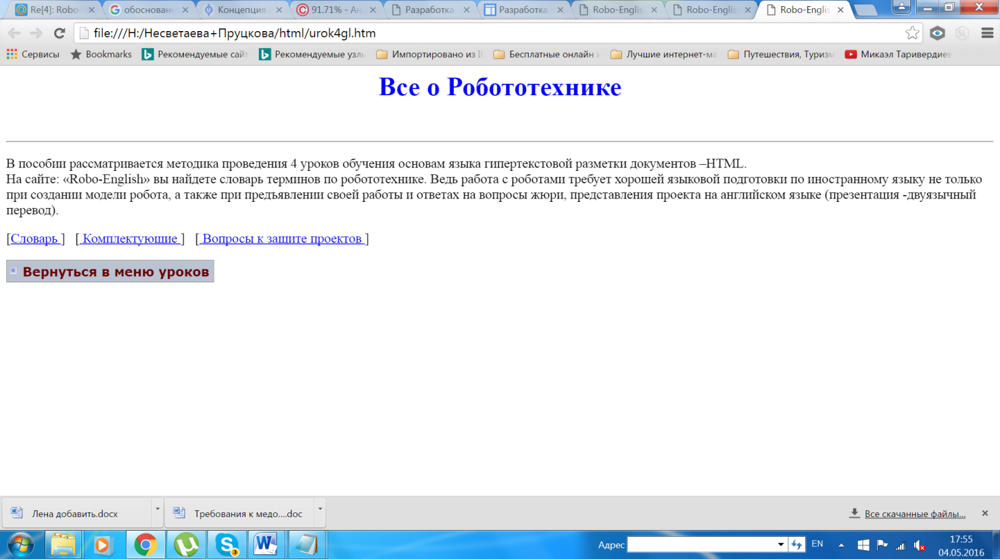 Re[4]: Robo-
обосновани
Концепция
91.71% - Ан
Разработка
Разработка
Robo-Englis
Robo-Englis
Robo-Englis
file:///H:/Несветаева+Пруцкова/html/urok4gl.htm
Сервисы
Bookmarks
Рекомендуемые сайт
Рекомендуемые узль
Импортировано из I
Бесплатные онлайн и
Лучшие интернет-ма
Путешествия, Туризм
Микаэл Таривердиев
Все о Робототехнике
В пособии рассматривается методика проведения 4 уроков обучения основам языка гипертекстовой разметки документов –HTML.
На сайте: «Robo-English» вы найдете словарь терминов по робототехнике. Ведь работа с роботами требует хорошей языковой подготовки по иностранному языку не только
при создании модели робота, а также при предъявлении своей работы и ответах на вопросы жюри, представления проекта на английском языке (презентация -двуязычный
перевод).
[Словарь ] [ Комплектующие ] [ Вопросы к защите проектов ]
Вернуться в меню уроков
Лена добавить.docx
Требования к медо....doc
Все скачанные файлы...
Адрес
EN
17:55
04.05.2016